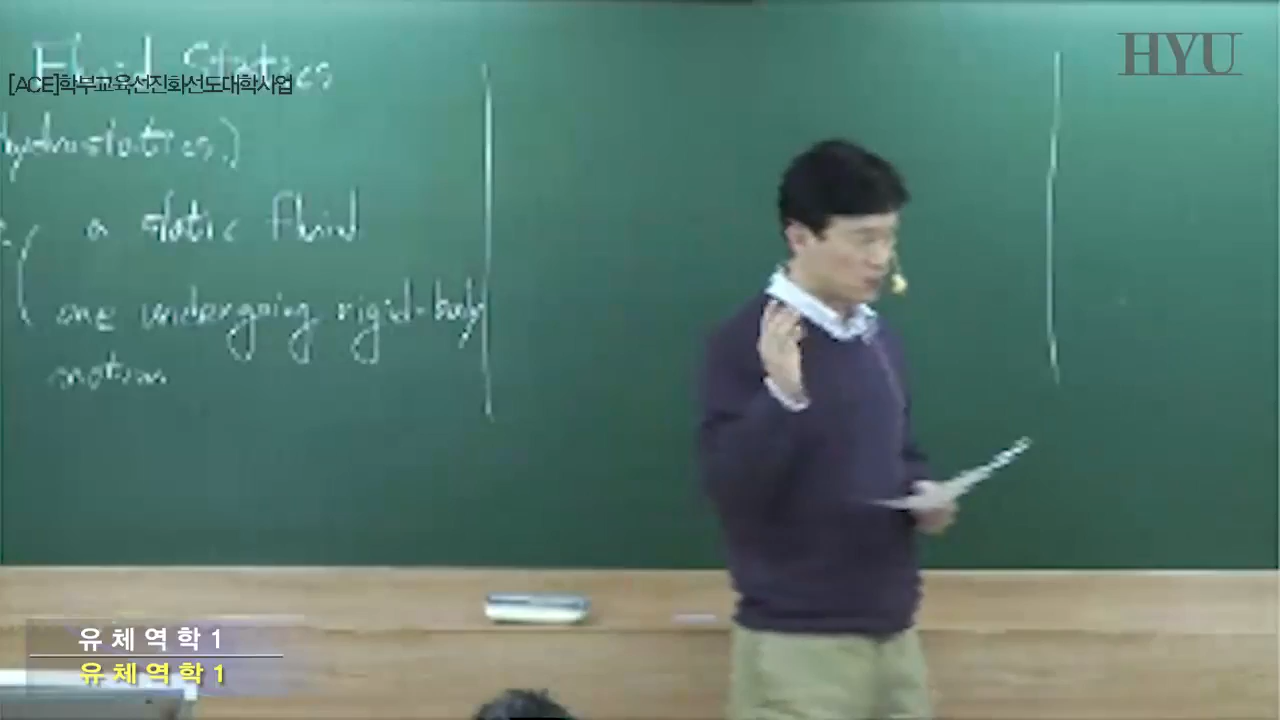 HYU
Fluid Statics
[ACE]학부교육선진화선도대학사업
hydrostatics.)
a static fluid
one undergoing rigid-body
motion
유체역학1
유체역학1